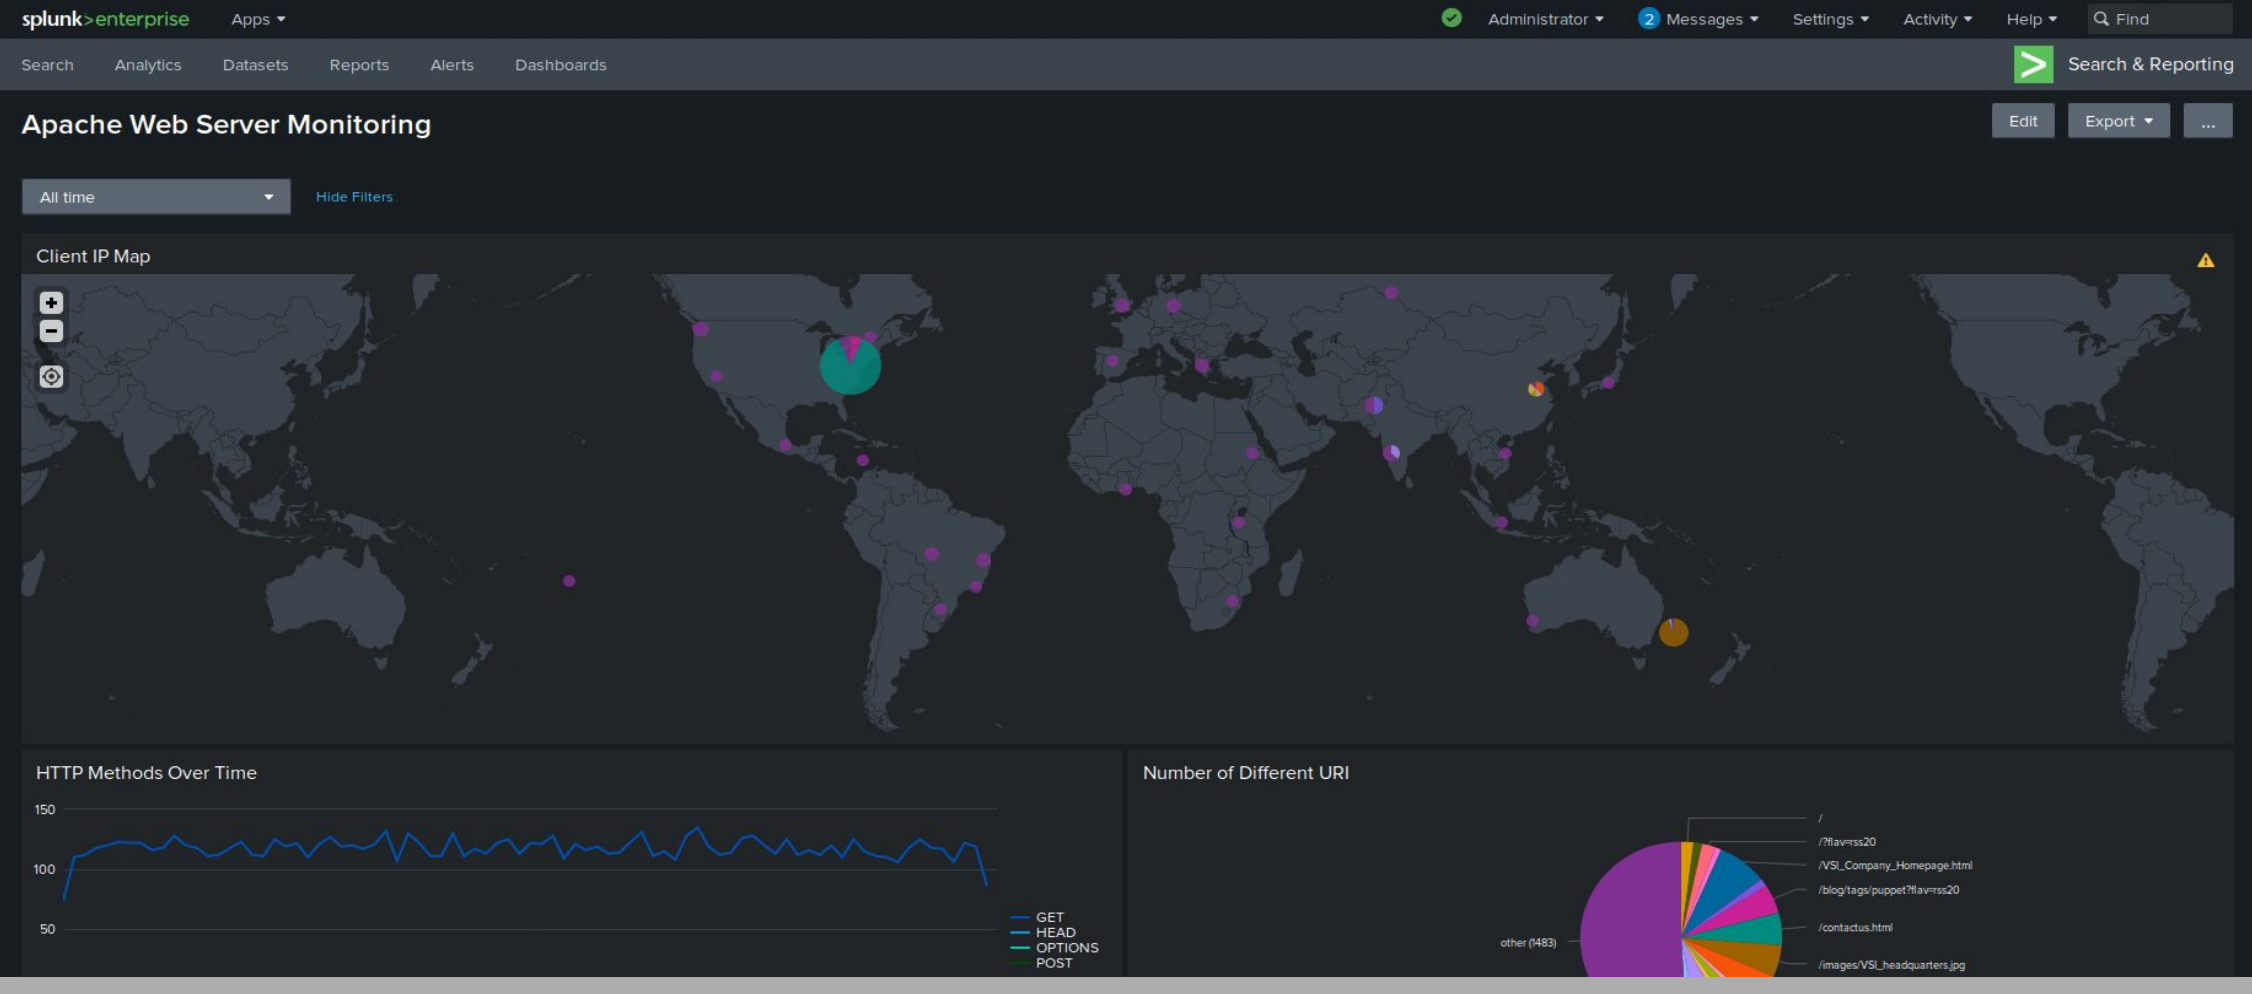 splunk>enterprise Apps Administrator 2 Messages Settings Activity Help Find
Search Analytics Datasets Reports Alerts Dashboards > Search & Reporting
Apache Web Server Monitoring Edit Export ...
All time Hide Filters
Client IP Map
HTTP Methods Over Time
150
100
50
GET
HEAD
OPTIONS
POST
Number of Different URI
/
/?flav=rss20
/VSI_Company_Homepage.html
/blog/tags/puppet?flav=rss20
/contactus.html
other (1483)
/images/VSI_headquarters.jpg